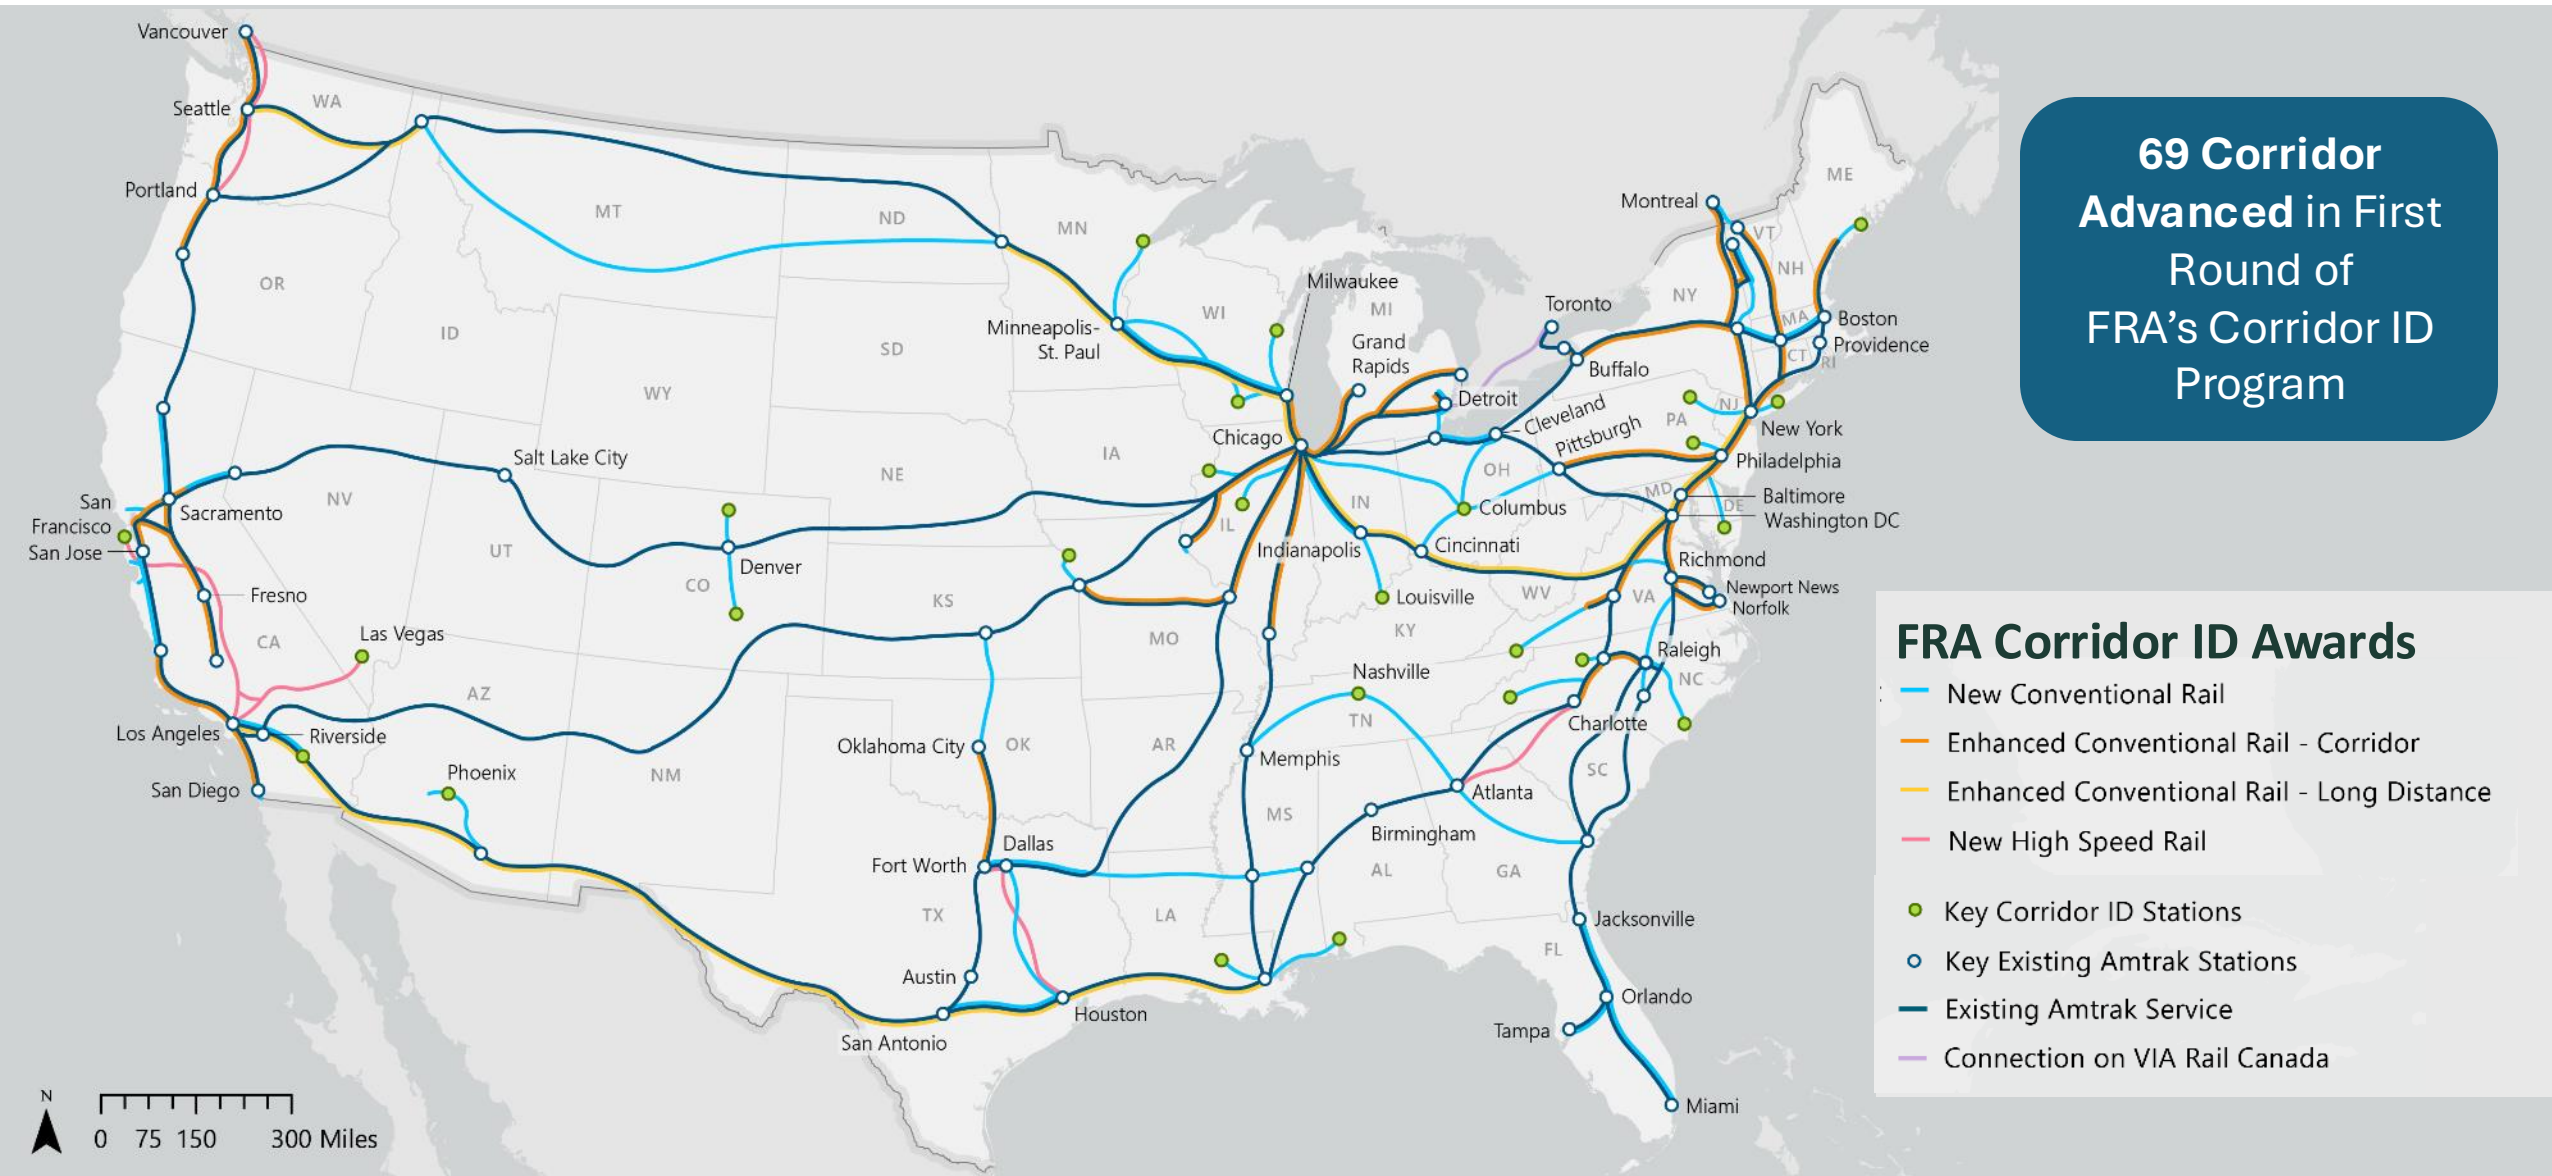 Vancouver
Seattle
Portland
WA
OR
ID
MT
ND
MN
SD
WY
NE
IA
WI
MI
Minneapolis-
St. Paul
Milwaukee
Grand
Rapids
Detroit
Chicago
Toronto
Buffalo
Montreal
ME
VT
NH
NY
MA
CT
RI
Boston
Providence
Cleveland
Pittsburgh
PA
NJ
New York
Philadelphia
OH
MD
DE
Baltimore
Washington DC
San
Francisco
San Jose
Sacramento
NV
Salt Lake City
UT
Fresno
CA
Las Vegas
AZ
Los Angeles
Riverside
San Diego
Phoenix
NM
CO
Denver
KS
MO
IL
IN
Indianapolis
Cincinnati
Columbus
Louisville
KY
WV
VA
Richmond
Newport News
Norfolk
Raleigh
NC
Charlotte
SC
Nashville
TN
Memphis
Oklahoma City
OK
AR
MS
AL
GA
Atlanta
Birmingham
Dallas
Fort Worth
TX
LA
Austin
San Antonio
Houston
FL
Jacksonville
Orlando
Tampa
Miami
N
0 75 150 300 Miles
69 Corridor
Advanced in First
Round of
FRA’s Corridor ID
Program
FRA Corridor ID Awards
New Conventional Rail
Enhanced Conventional Rail - Corridor
Enhanced Conventional Rail - Long Distance
New High Speed Rail
Key Corridor ID Stations
Key Existing Amtrak Stations
Existing Amtrak Service
Connection on VIA Rail Canada